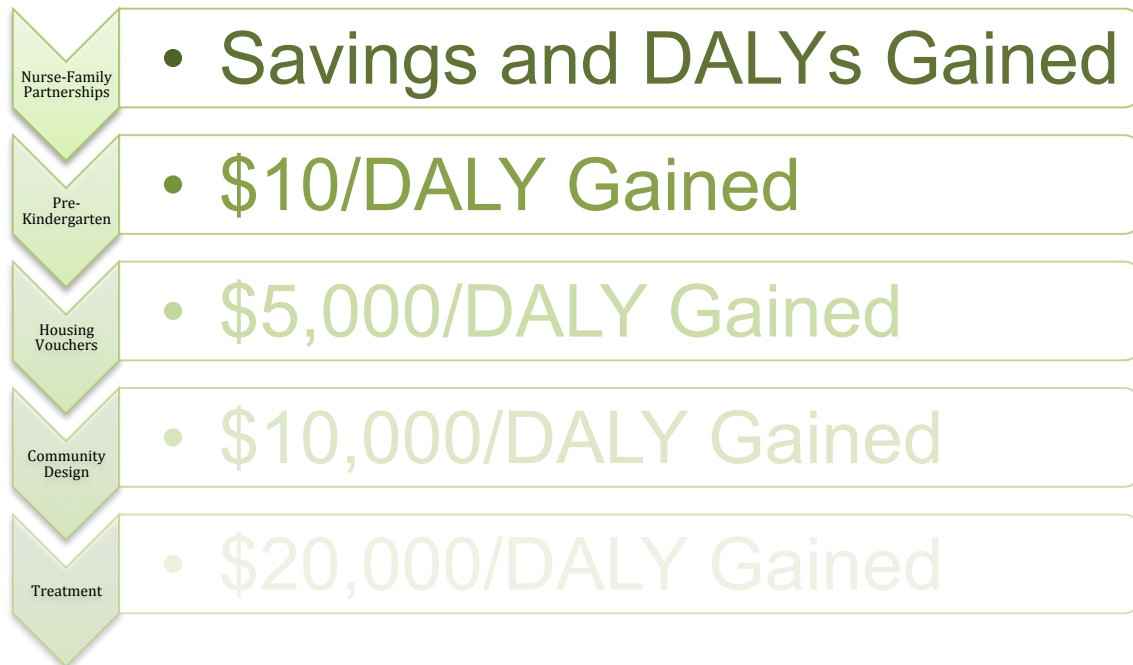 Nurse-Family
Partnerships
• Savings and DALYs Gained
Pre-
Kindergarten
• $10/DALY Gained
Housing
Vouchers
• $5,000/DALY Gained
Community
Design
• $10,000/DALY Gained
Treatment
• $20,000/DALY Gained